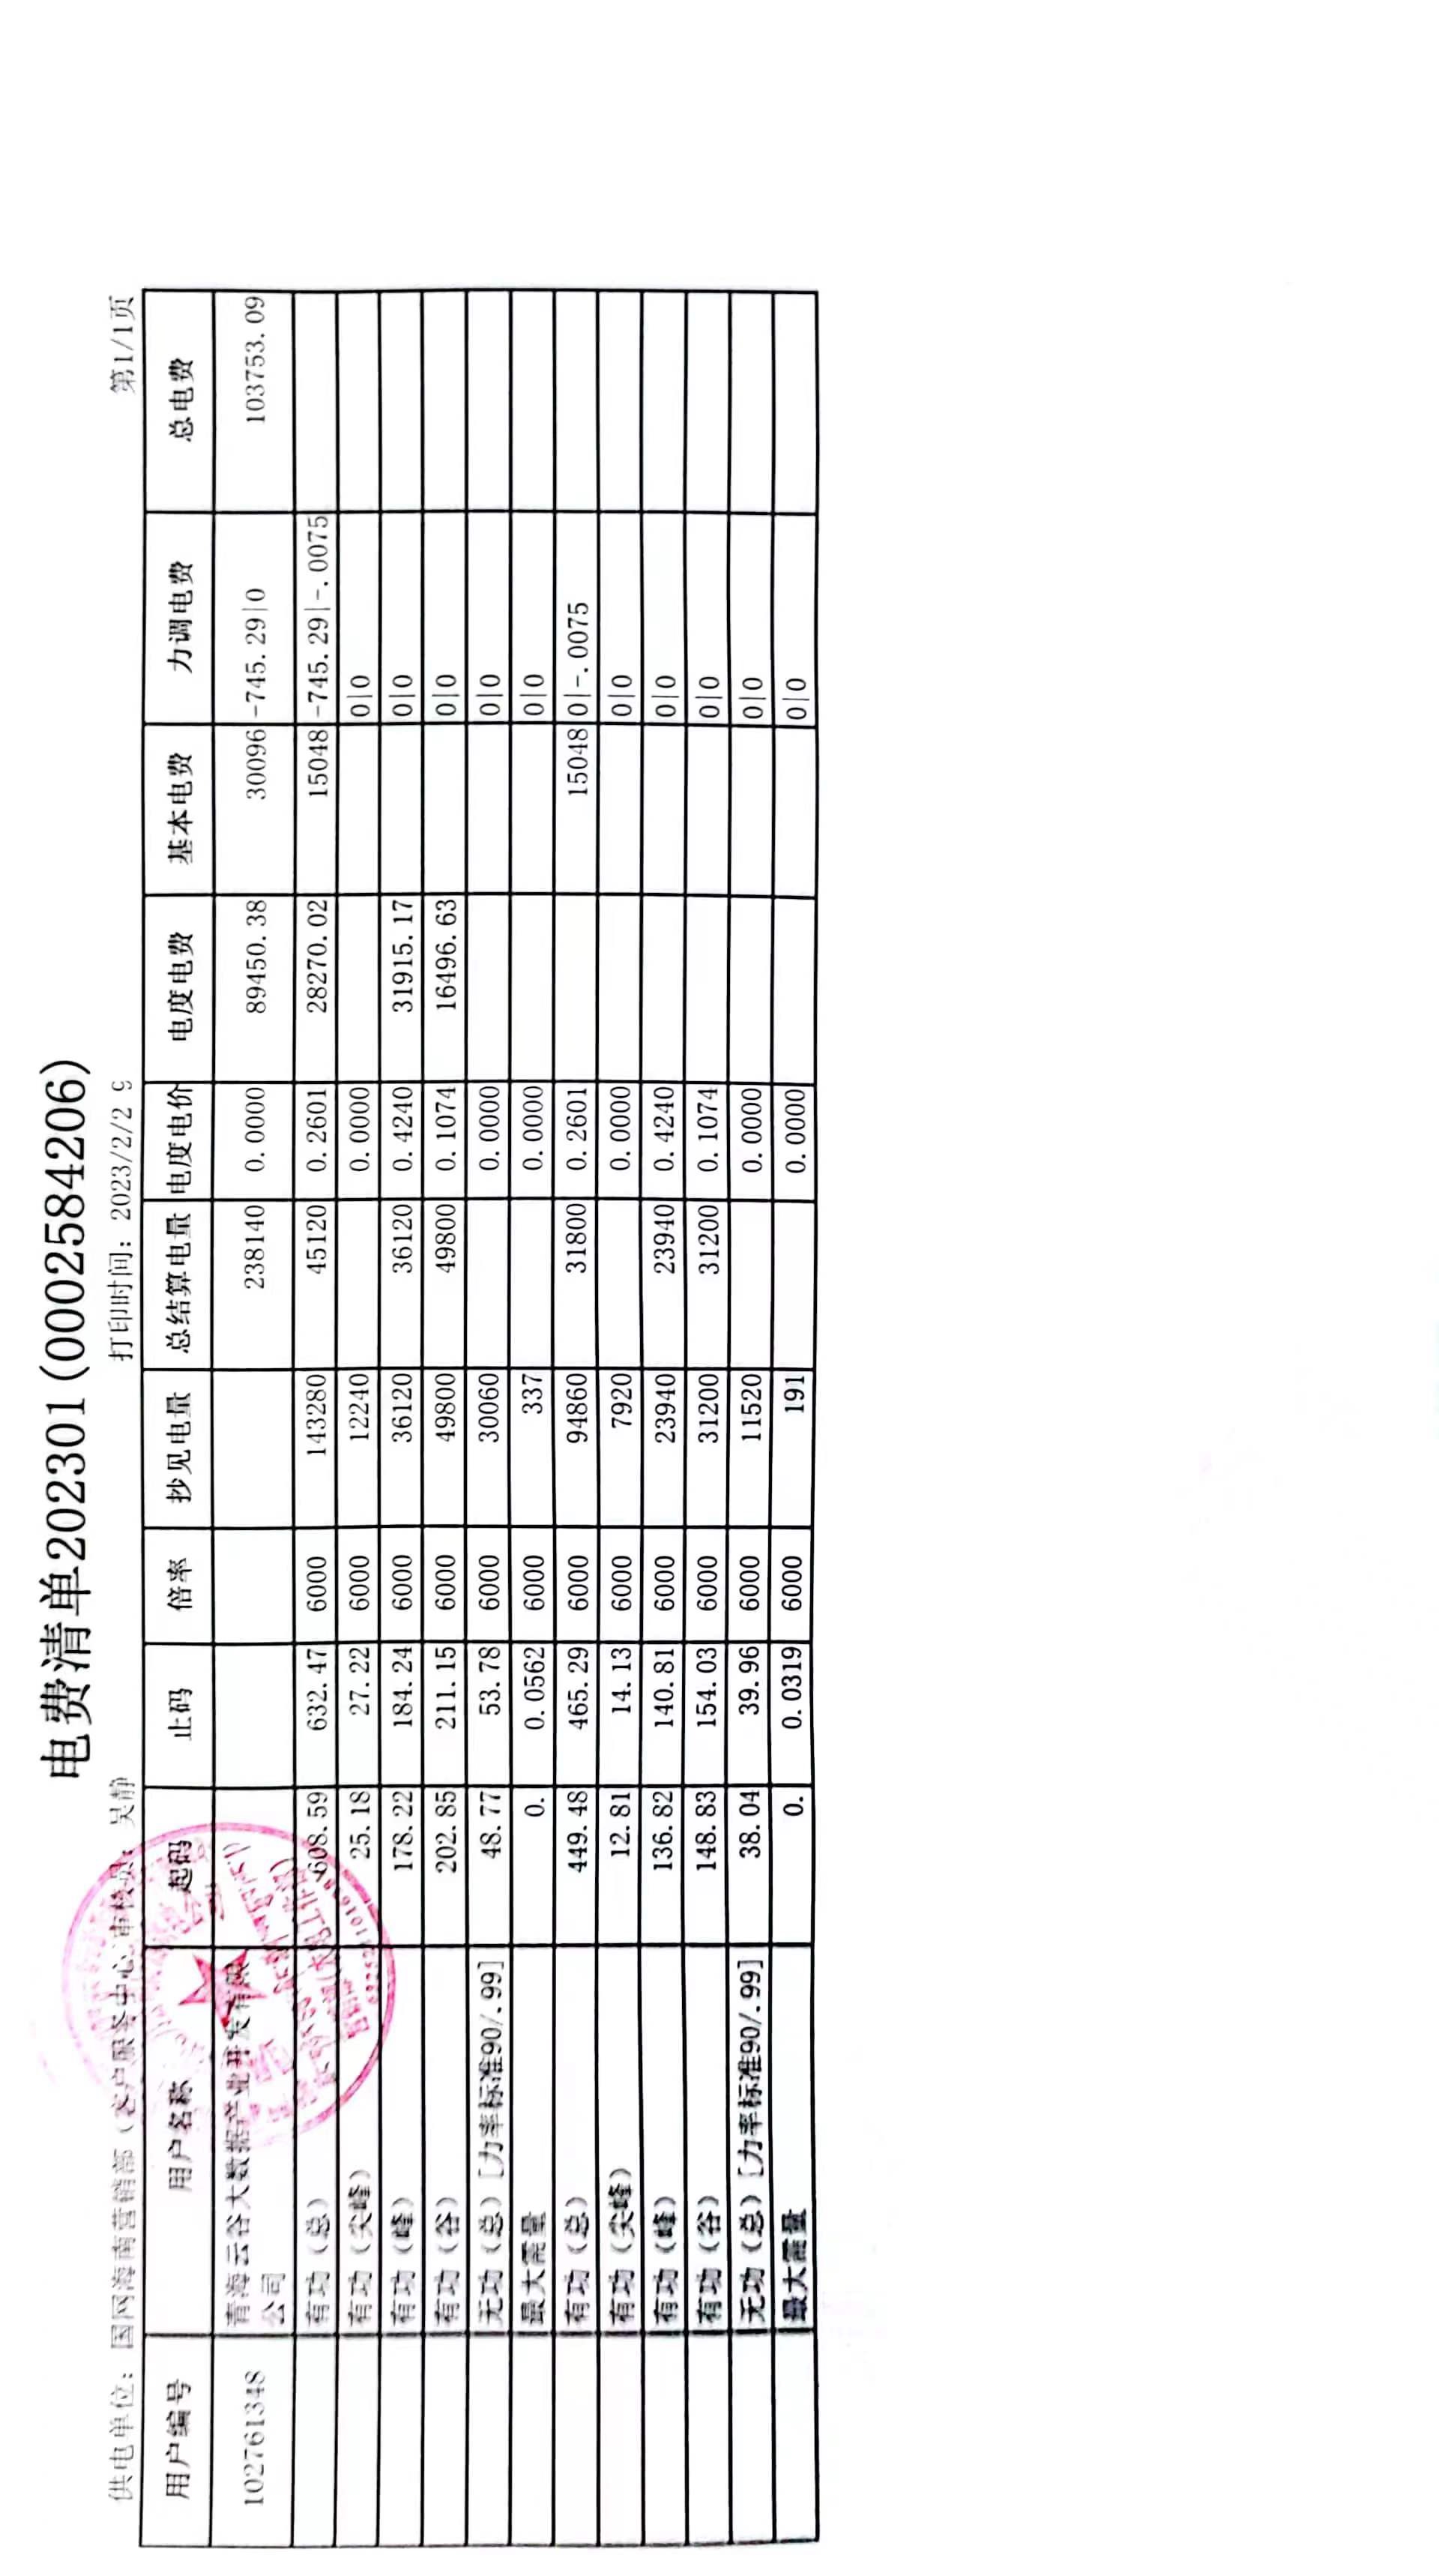 电费清单202301(0002584206)
供电单位: 国网海南营销部(客户服务中心 审核员: 吴静 打印时间: 2023/2/2 9 第1/1页
用户编号 用户名称 起码 止码 倍率 抄见电量 总结算电量 电度电价 电度电费 基本电费 力调电费 总电费
102761348 青海云谷大数据产业开发有限 238140 0.0000 89450.38 30096 -745.29|0 103753.09
公司
有功(总) 608.59 632.47 6000 143280 45120 0.2601 28270.02 15048 -745.29|-.0075
有功(尖峰) 25.18 27.22 6000 12240 0.0000 0|0
有功(峰) 178.22 184.24 6000 36120 36120 0.4240 31915.17 0|0
有功(谷) 202.85 211.15 6000 49800 49800 0.1074 16496.63 0|0
无功(总)[力率标准90/.99] 48.77 53.78 6000 30060 0.0000 0|0
最大需量 0. 0.0562 6000 337 0.0000 0|0
有功(总) 449.48 465.29 6000 94860 31800 0.2601 15048 0|-.0075
有功(尖峰) 12.81 14.13 6000 7920 0.0000 0|0
有功(峰) 136.82 140.81 6000 23940 23940 0.4240 0|0
有功(谷) 148.83 154.03 6000 31200 31200 0.1074 0|0
无功(总)[力率标准90/.99] 38.04 39.96 6000 11520 0.0000 0|0
最大需量 0. 0.0319 6000 191 0.0000 0|0